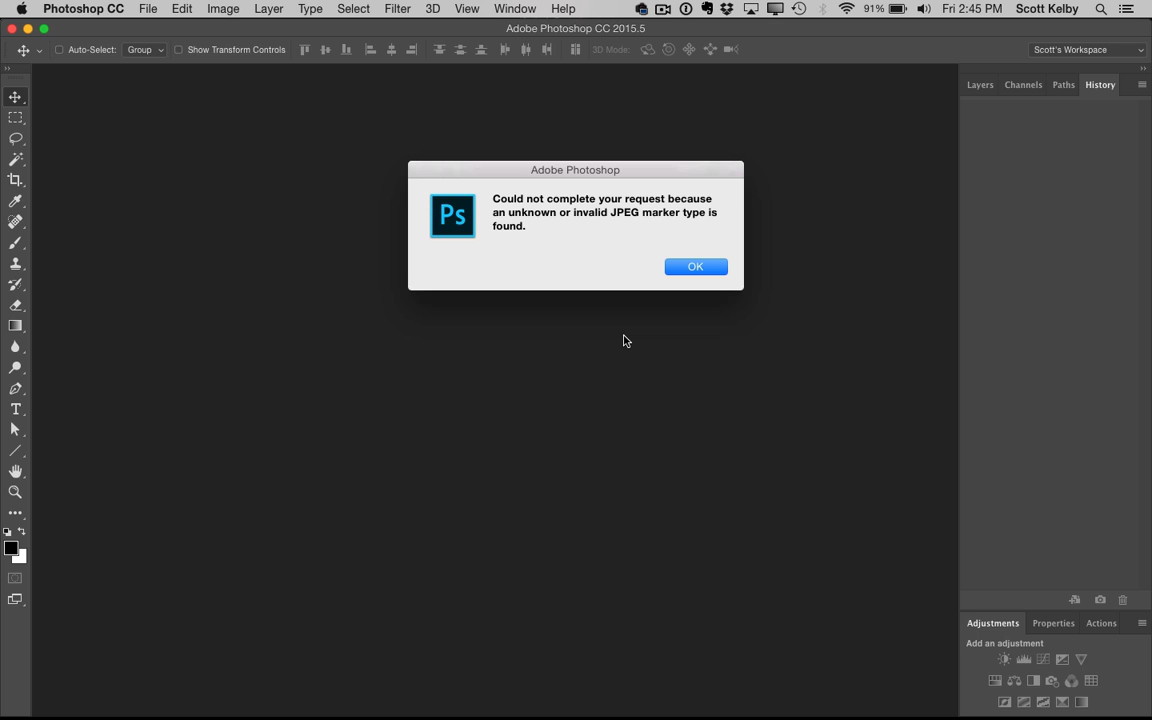 Photoshop CC File Edit Image Layer Type Select Filter 3D View Window Help 91% Fri 2:45 PM Scott Kelby
Adobe Photoshop CC 2015.5
Auto-Select: Group Show Transform Controls 3D Mode: Scott's Workspace
Layers Channels Paths History
Adobe Photoshop
Ps
Could not complete your request because
an unknown or invalid JPEG marker type is
found.
OK
Adjustments Properties Actions
Add an adjustment